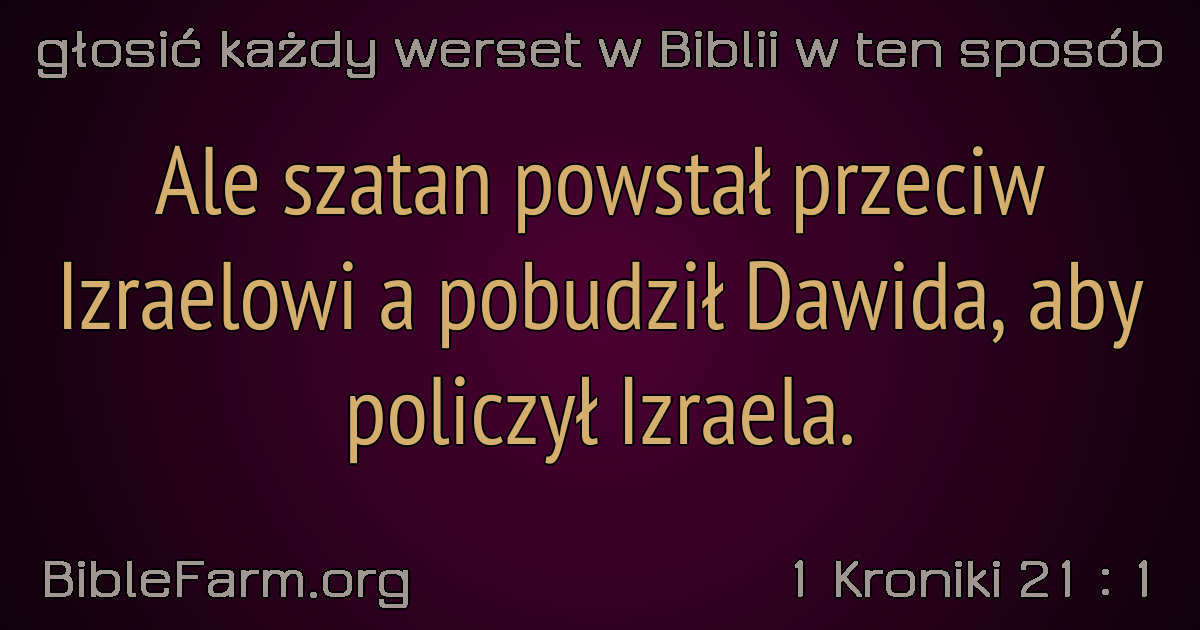 głosić każdy werset w Biblii w ten sposób
Ale szatan powstał przeciw
Izraelowi a pobudził Dawida, aby
policzył Izraela.
BibleFarm.org
1 Kroniki 21 : 1